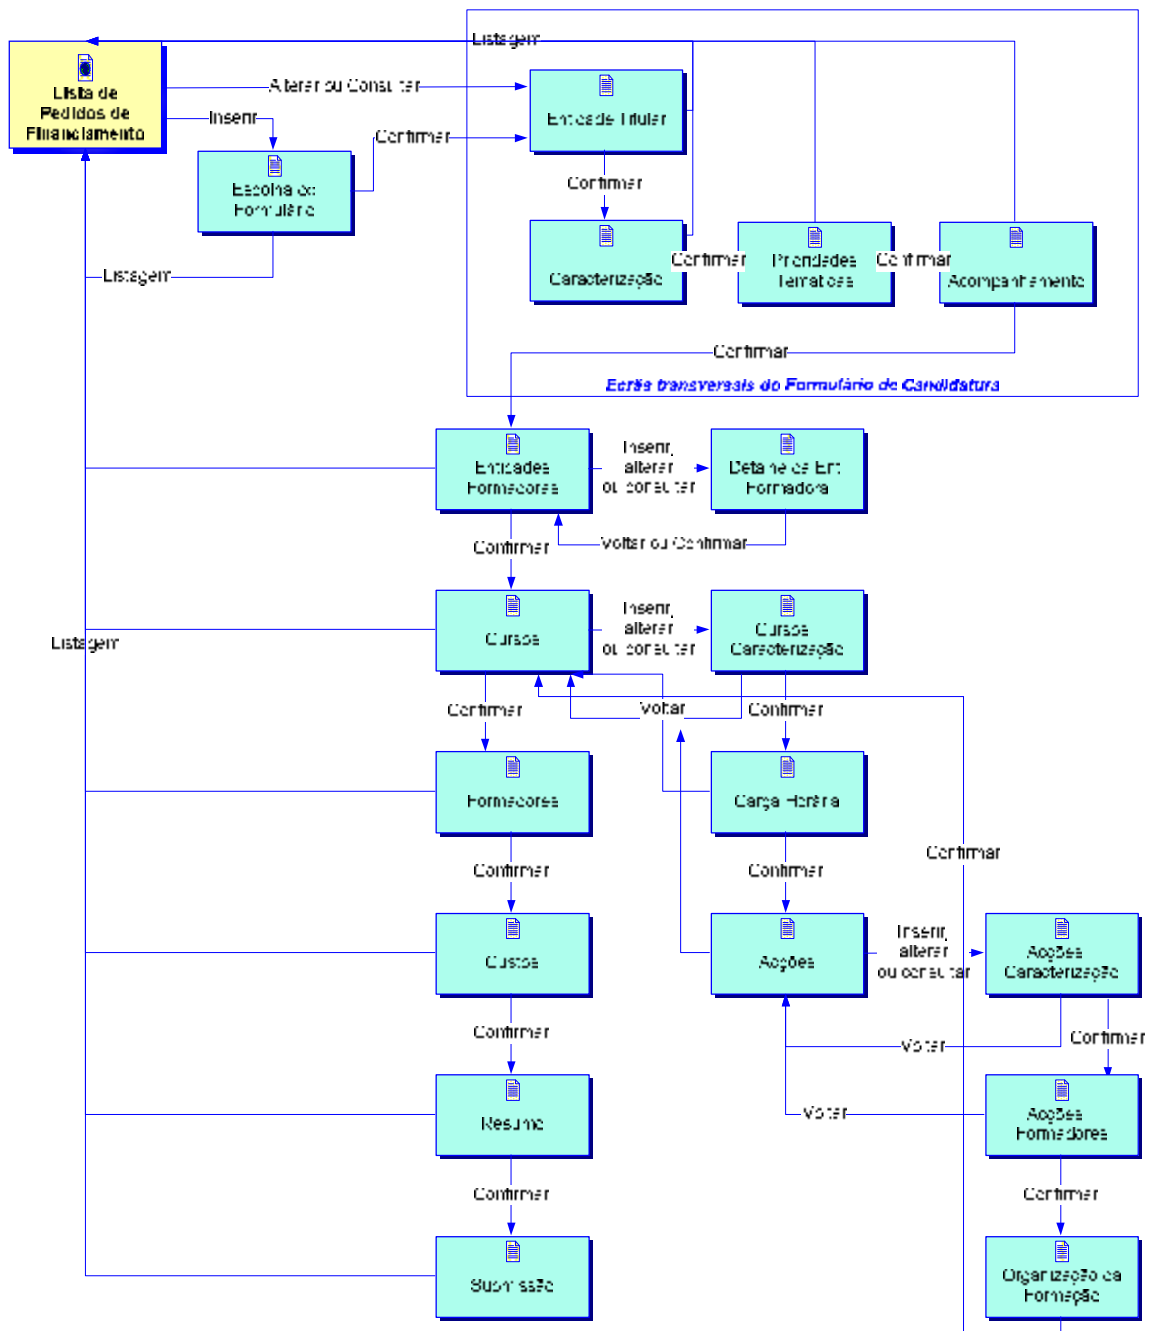 Listagem
Lista de
Pedidos de
Financiamento
Alterar ou Consultar
Inserir
Confirmar
Entidade Titular
Escolha do
Formulário
Confirmar
Listagem
Caracterização
Confirmar
Prioridades
Temáticas
Confirmar
Acompanhamento
Confirmar
Ecrãs transversais do Formulário de Candidatura
Entidades
Formadoras
Inserir,
alterar
ou consultar
Detalhe da Ent.
Formadora
Confirmar
Voltar ou Confirmar
Cursos
Inserir,
alterar
ou consultar
Cursos
Caracterização
Listagem
Confirmar
Voltar
Confirmar
Formadores
Carga Horária
Confirmar
Confirmar
Confirmar
Custos
Acções
Inserir,
alterar
ou consultar
Acções
Caracterização
Confirmar
Voltar
Confirmar
Resumo
Voltar
Acções
Formadores
Confirmar
Confirmar
Submissão
Organização da
Formação